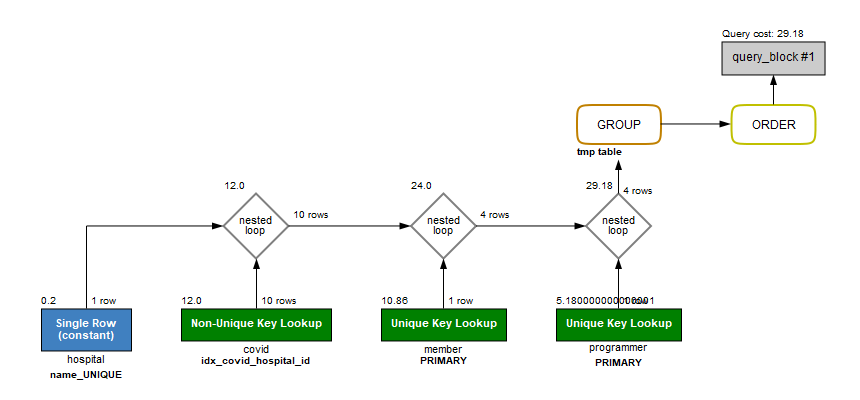 Query cost: 29.18
query_block #1
GROUP
ORDER
tmp table
12.0
24.0
29.18
4 rows
nested
loop
10 rows
nested
loop
4 rows
nested
loop
0.2
1 row
12.0
10 rows
10.86
1 row
5.180000000000001
1 row
Single Row
(constant)
Non-Unique Key Lookup
Unique Key Lookup
Unique Key Lookup
hospital
name_UNIQUE
covid
idx_covid_hospital_id
member
PRIMARY
programmer
PRIMARY